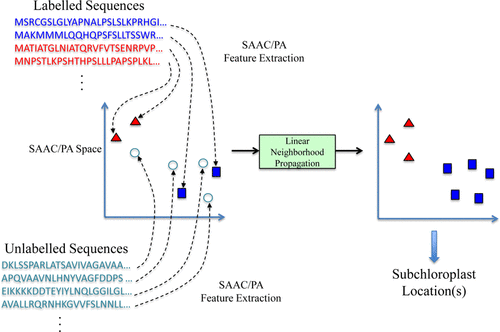 Labelled Sequences
MSRCGSLGLYAPNALPSLSLKPRHGI...
MAKMMMLQQHQPSFSLLTSSWR...
MATIATGLNIATQRVFVTSENRPVP...
MNPSTLKPSHTHPSLLLPAPSPLKL...
SAAC/PA
Feature Extraction
SAAC/PA Space
Linear
Neighborhood
Propagation
Unlabelled Sequences
DKLSSPARLATSAVIVAGAVAA...
APQVAAVNLHNYVAGFDDPS...
EIKKKKDDTEYIYLNQLGGILGL...
AVALLRQRNHKGVVFSLNNLL...
SAAC/PA
Feature Extraction
Subchloroplast
Location(s)